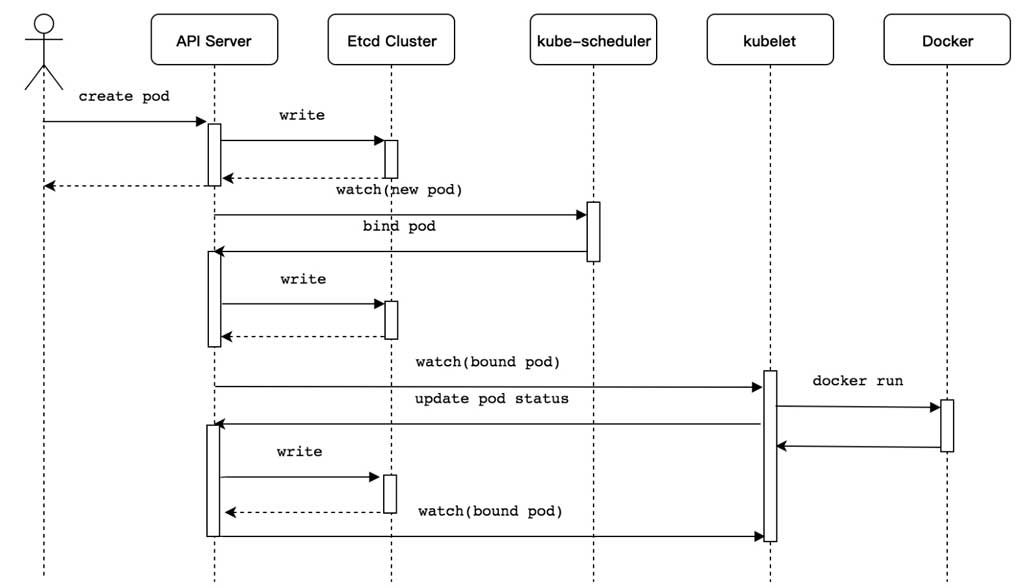 API Server
Etcd Cluster
kube-scheduler
kubelet
Docker
create pod
write
watch(new pod)
bind pod
write
watch(bound pod)
docker run
update pod status
write
watch(bound pod)